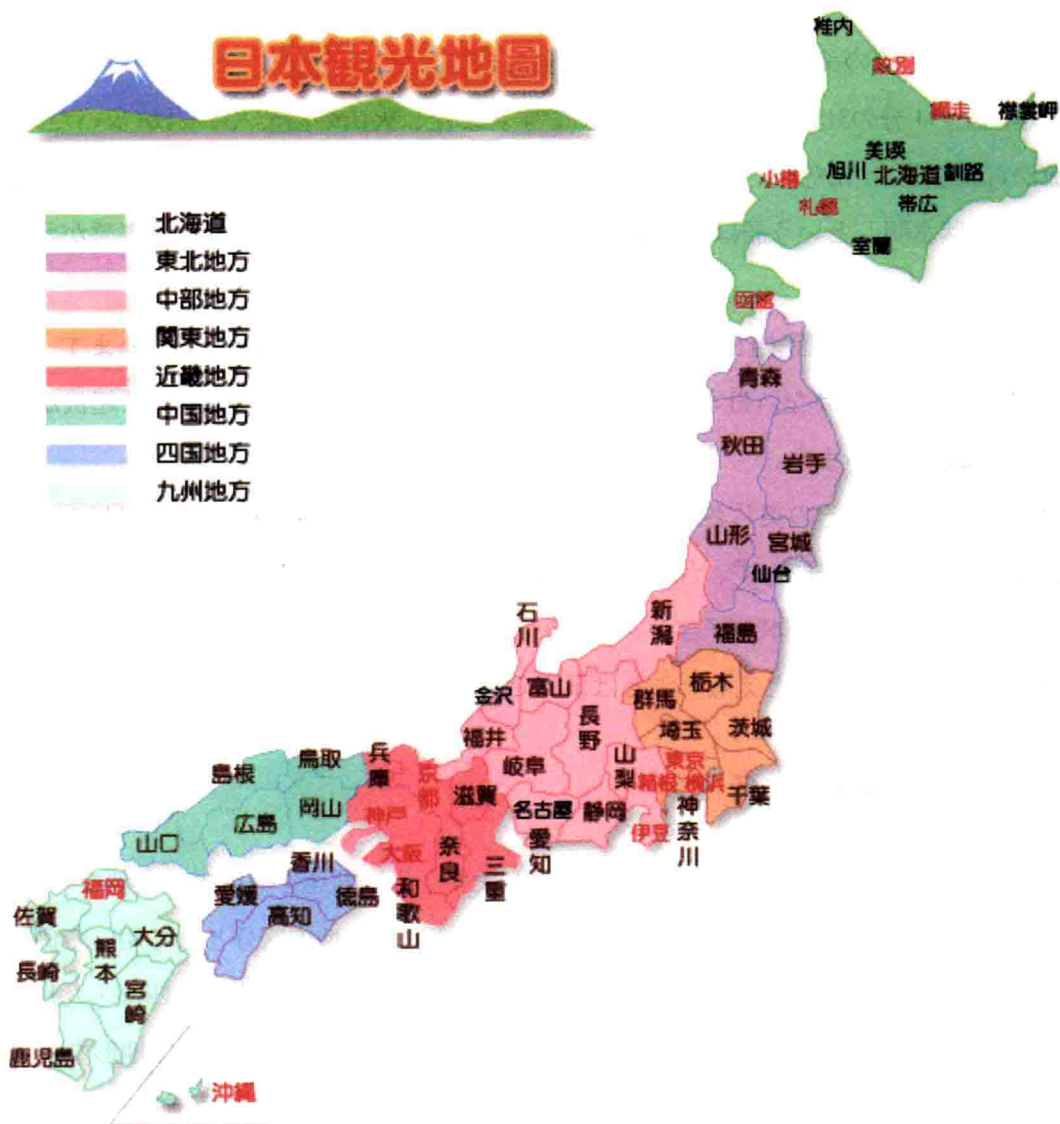 日本観光地圖
北海道
東北地方
中部地方
関東地方
近畿地方
中国地方
四国地方
九州地方
稚内
紋別
網走
襟裳岬
美瑛
旭川
北海道
釧路
小樽
札幌
帯広
室蘭
函館
青森
秋田
岩手
山形
宮城
仙台
新潟
福島
石川
金沢
富山
群馬
栃木
長野
埼玉
茨城
福井
岐阜
山梨
東京
箱根
横浜
千葉
神奈川
伊豆
名古屋
静岡
愛知
兵庫
京都
滋賀
神戸
大阪
奈良
三重
和歌山
鳥取
島根
岡山
広島
山口
香川
愛媛
徳島
高知
福岡
佐賀
大分
熊本
長崎
宮崎
鹿児島
沖縄